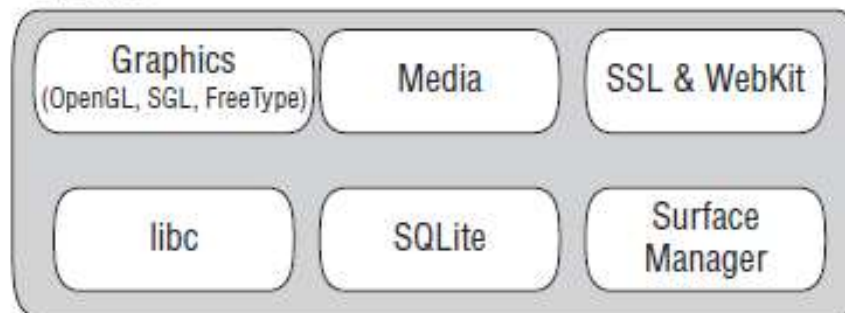 Graphics
(OpenGL, SGL, FreeType)
Media
SSL & WebKit
libc
SQLite
Surface
Manager